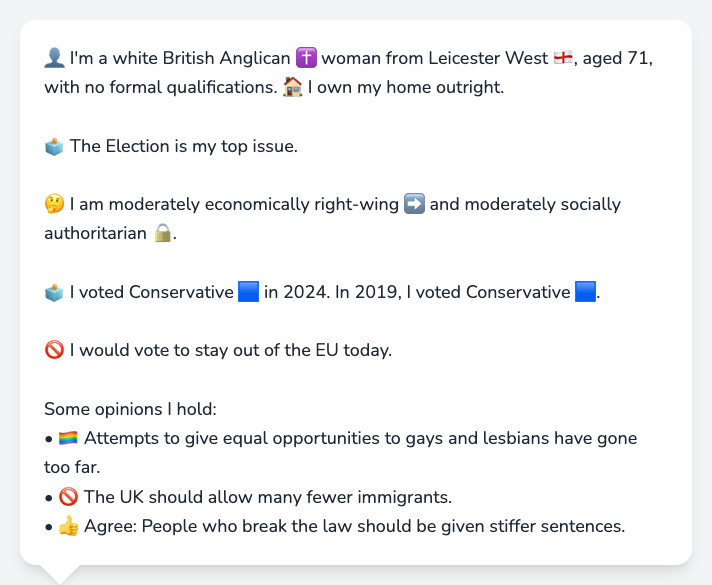 👤 I'm a white British Anglican ✝️ woman from Leicester West 🏴󠁧󠁢󠁥󠁮󠁧󠁿, aged 71,
with no formal qualifications. 🏠 I own my home outright.
🗳️ The Election is my top issue.
🤔 I am moderately economically right-wing ➡️ and moderately socially
authoritarian 🔒.
🗳️ I voted Conservative 🟦 in 2024. In 2019, I voted Conservative 🟦.
🚫 I would vote to stay out of the EU today.
Some opinions I hold:
• 🏳️‍🌈 Attempts to give equal opportunities to gays and lesbians have gone
too far.
• 🚫 The UK should allow many fewer immigrants.
• 👍 Agree: People who break the law should be given stiffer sentences.